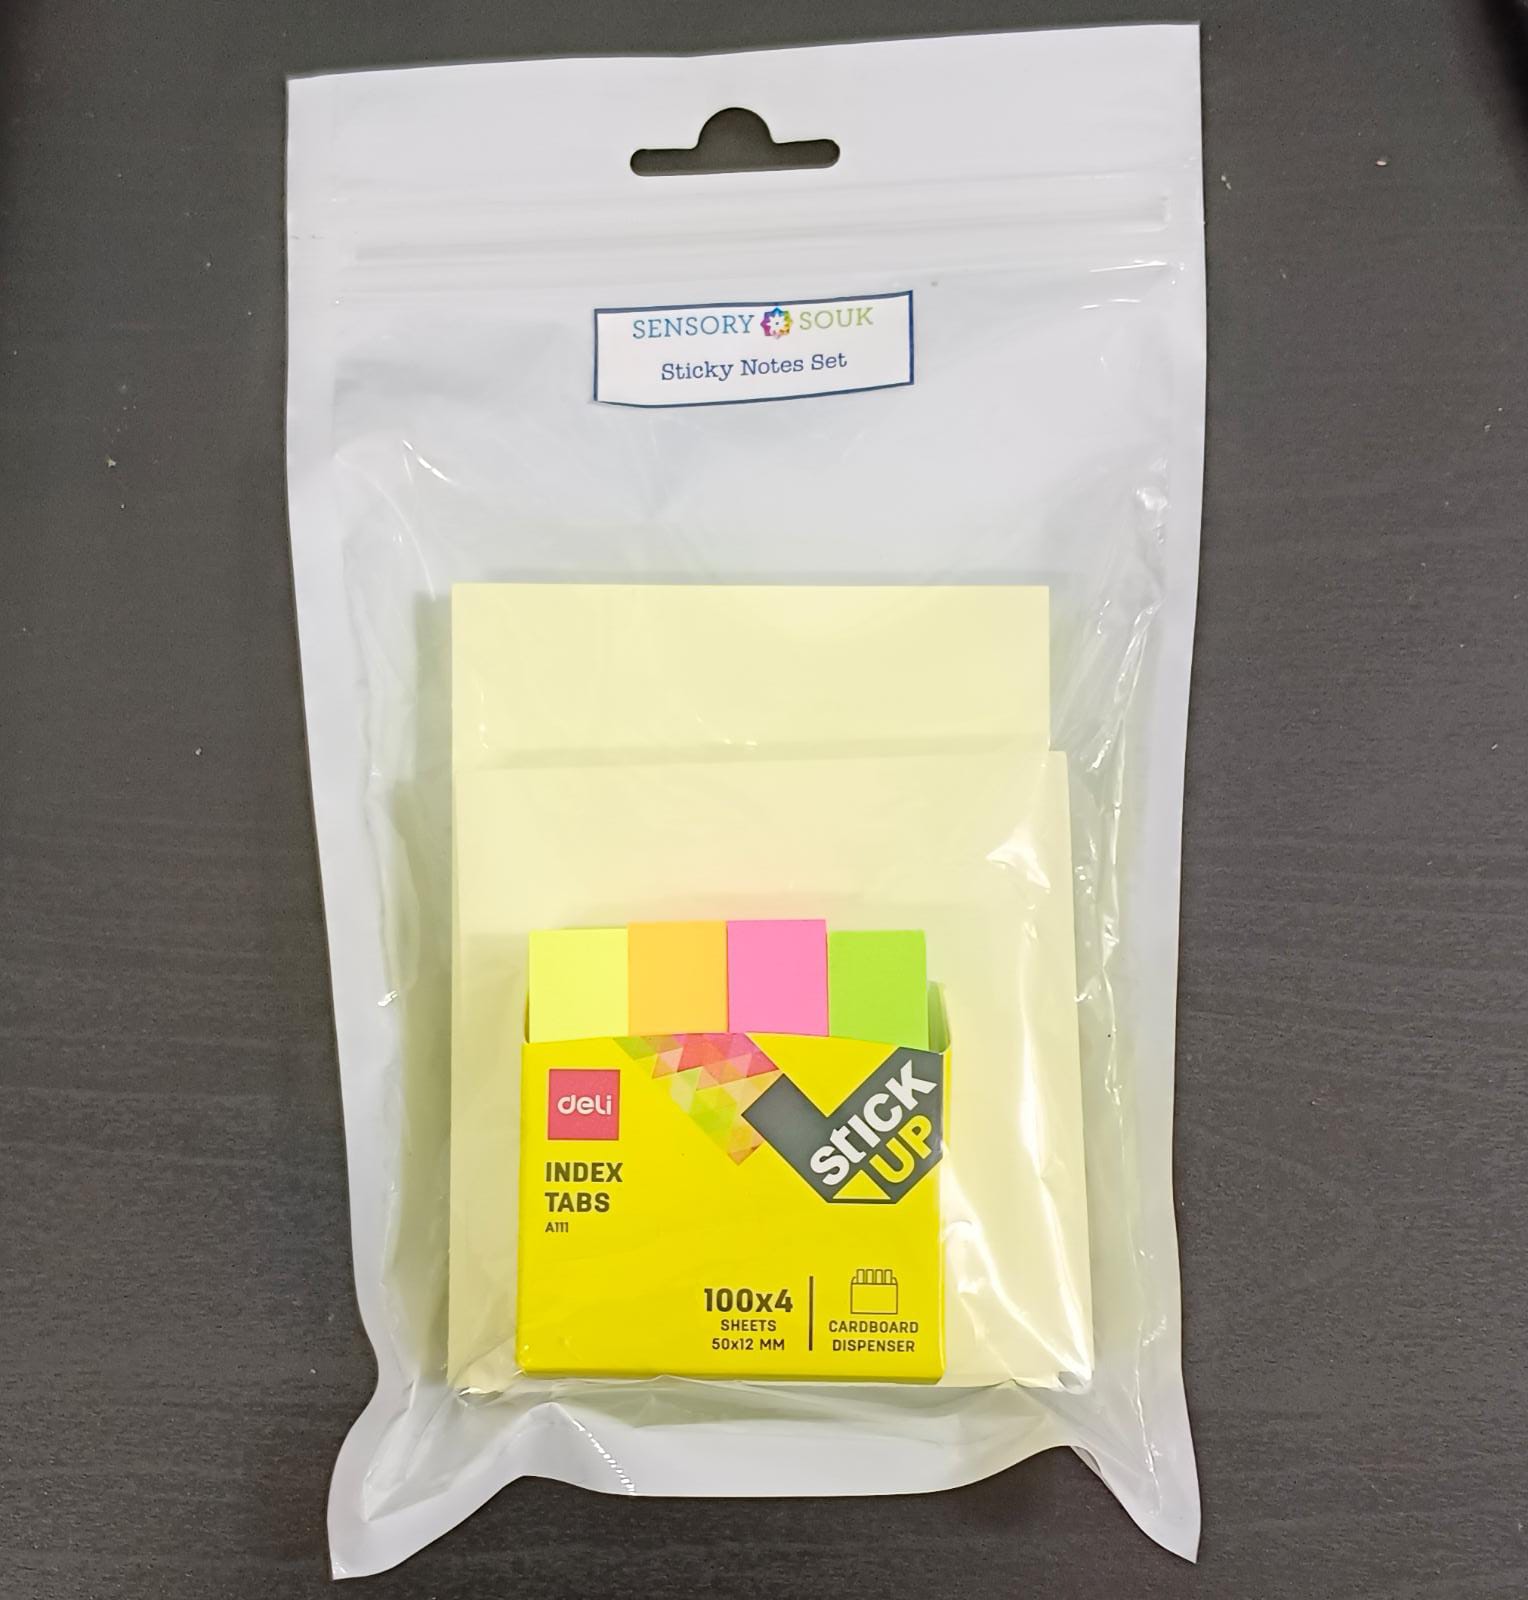 SENSORY SOUK
Sticky Notes Set
deli
STICK
UP
INDEX
TABS
A111
100x4
SHEETS
50x12 MM
CARDBOARD
DISPENSER